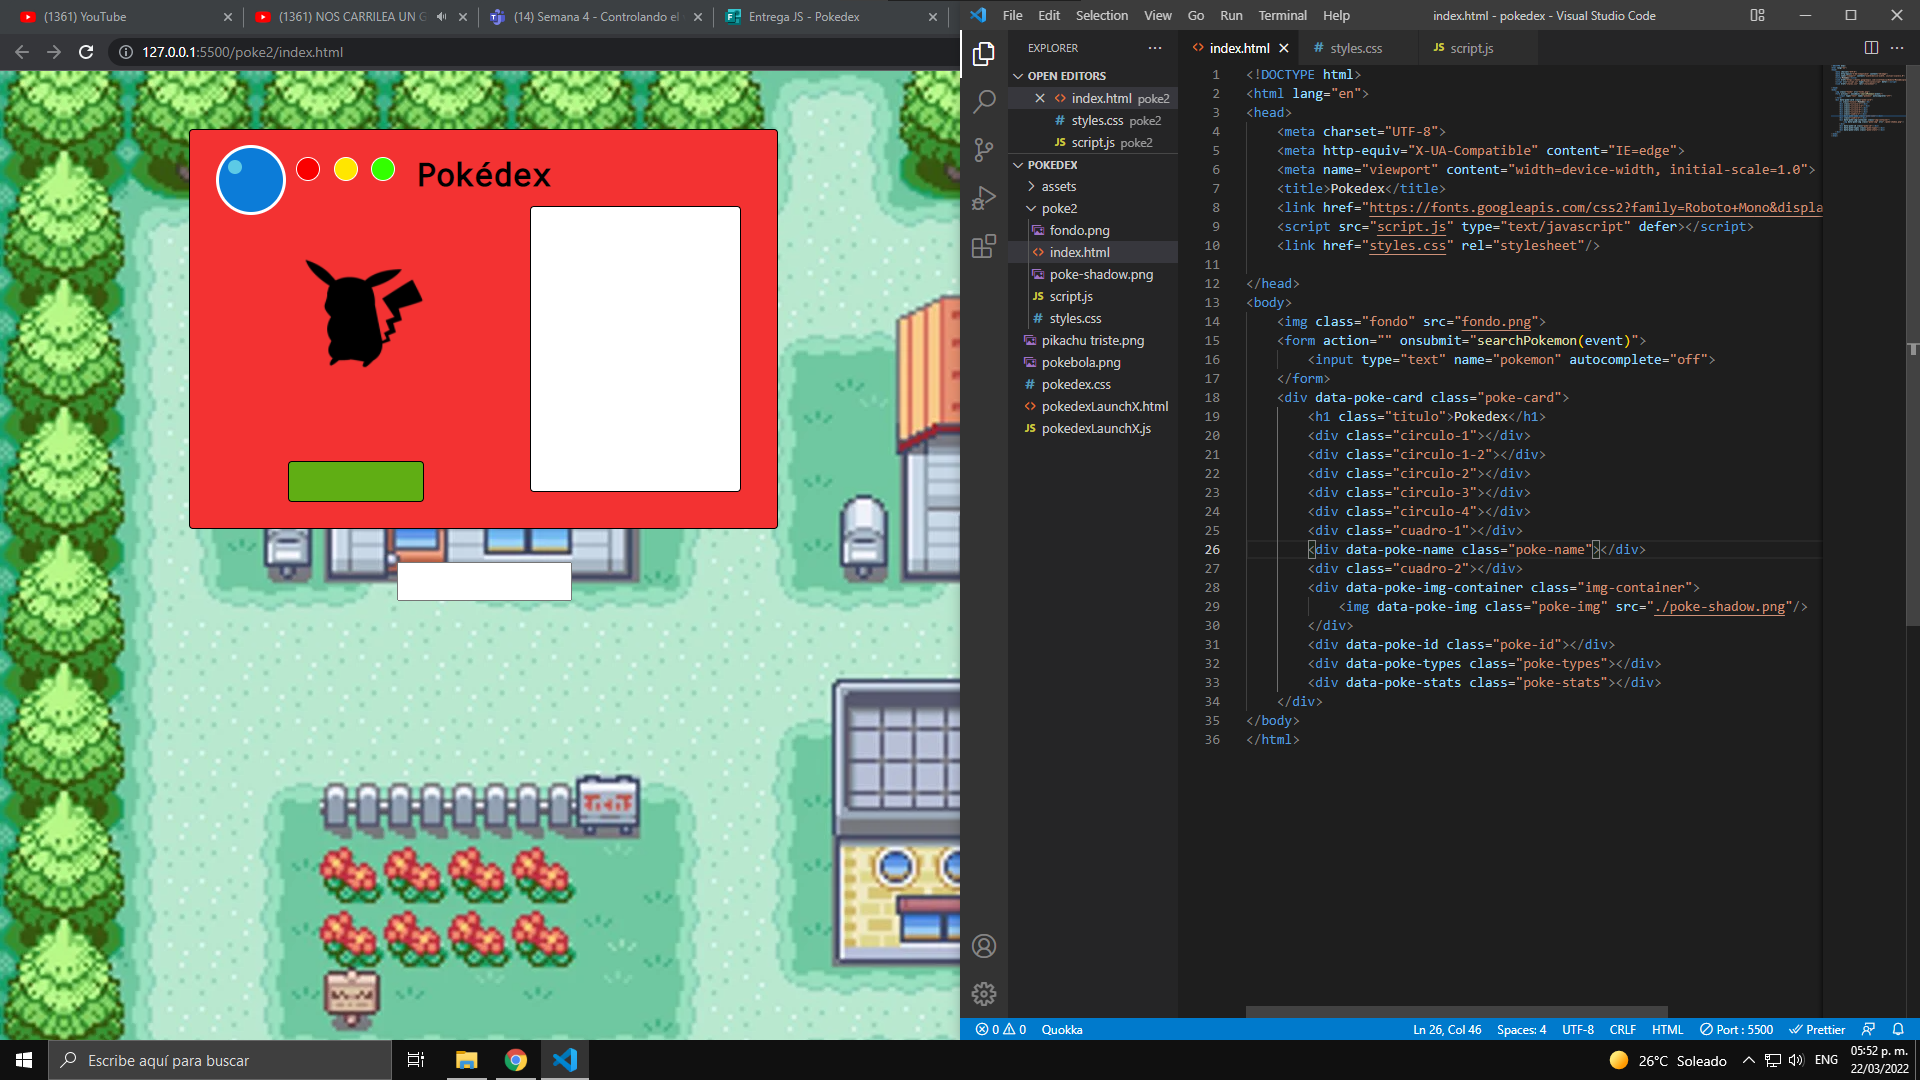 (1361) YouTube
(1361) NOS CARRILEA UN G
(14) Semana 4 - Controlando el
Entrega JS - Pokedex
127.0.0.1:5500/poke2/index.html
Pokédex
File Edit Selection View Go Run Terminal Help
index.html - pokedex - Visual Studio Code
EXPLORER
OPEN EDITORS
index.html poke2
styles.css poke2
script.js poke2
POKEDEX
assets
poke2
fondo.png
index.html
poke-shadow.png
script.js
styles.css
pikachu triste.png
pokebola.png
pokedex.css
pokedexLaunchX.html
pokedexLaunchX.js
index.html
styles.css
script.js
1 <!DOCTYPE html>
2 <html lang="en">
3 <head>
4 <meta charset="UTF-8">
5 <meta http-equiv="X-UA-Compatible" content="IE=edge">
6 <meta name="viewport" content="width=device-width, initial-scale=1.0">
7 <title>Pokedex</title>
8 <link href="https://fonts.googleapis.com/css2?family=Roboto+Mono&displa
9 <script src="script.js" type="text/javascript" defer></script>
10 <link href="styles.css" rel="stylesheet"/>
11
12 </head>
13 <body>
14 <img class="fondo" src="fondo.png">
15 <form action="" onsubmit="searchPokemon(event)">
16 <input type="text" name="pokemon" autocomplete="off">
17 </form>
18 <div data-poke-card class="poke-card">
19 <h1 class="titulo">Pokedex</h1>
20 <div class="circulo-1"></div>
21 <div class="circulo-1-2"></div>
22 <div class="circulo-2"></div>
23 <div class="circulo-3"></div>
24 <div class="circulo-4"></div>
25 <div class="cuadro-1"></div>
26 <div data-poke-name class="poke-name"></div>
27 <div class="cuadro-2"></div>
28 <div data-poke-img-container class="img-container">
29 <img data-poke-img class="poke-img" src="./poke-shadow.png"/>
30 </div>
31 <div data-poke-id class="poke-id"></div>
32 <div data-poke-types class="poke-types"></div>
33 <div data-poke-stats class="poke-stats"></div>
34 </div>
35 </body>
36 </html>
0 0 Quokka
Ln 26, Col 46 Spaces: 4 UTF-8 CRLF HTML Port : 5500 Prettier
Escribe aquí para buscar
26°C Soleado
ENG
05:52 p. m.
22/03/2022